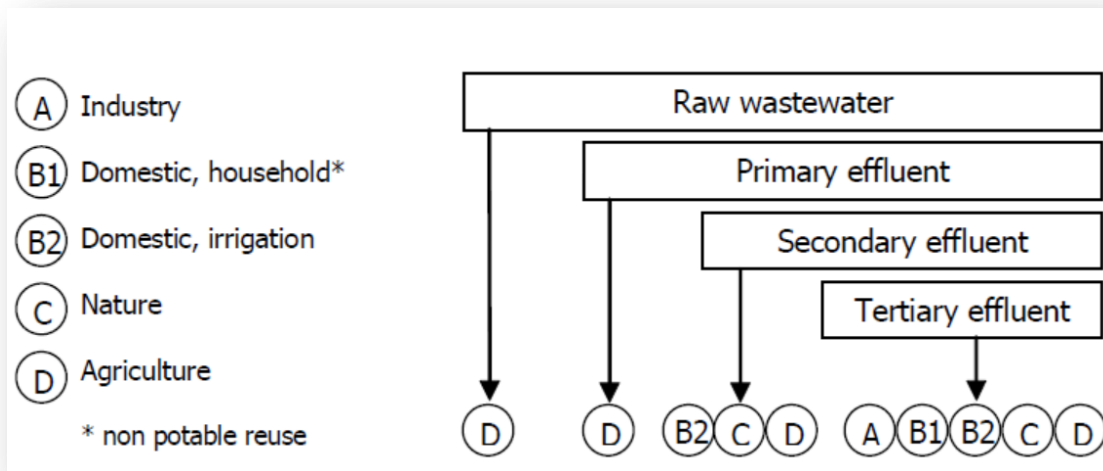 A Industry
B1 Domestic, household*
B2 Domestic, irrigation
C Nature
D Agriculture
* non potable reuse
Raw wastewater
Primary effluent
Secondary effluent
Tertiary effluent
D D B2 C D A B1 B2 C D